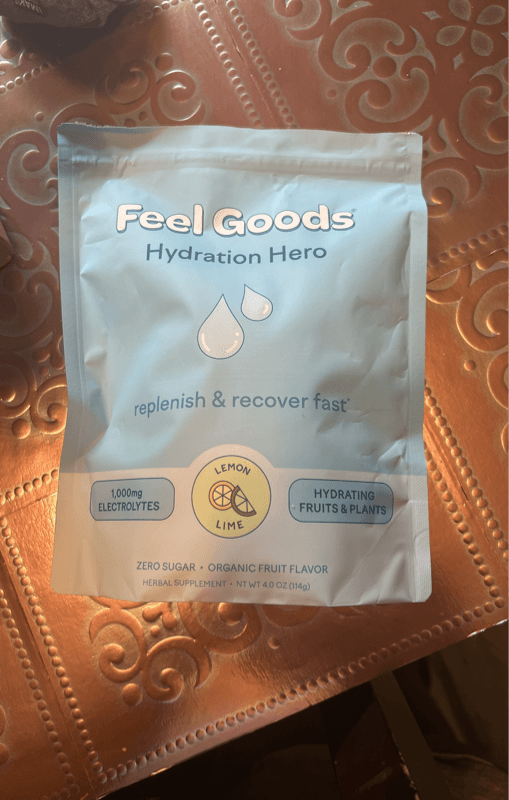 Feel Goods
Hydration Hero
replenish & recover fast*
LEMON
LIME
1,000mg
ELECTROLYTES
HYDRATING
FRUITS & PLANTS
ZERO SUGAR • ORGANIC FRUIT FLAVOR
HERBAL SUPPLEMENT • NT WT 4.0 OZ (114g)